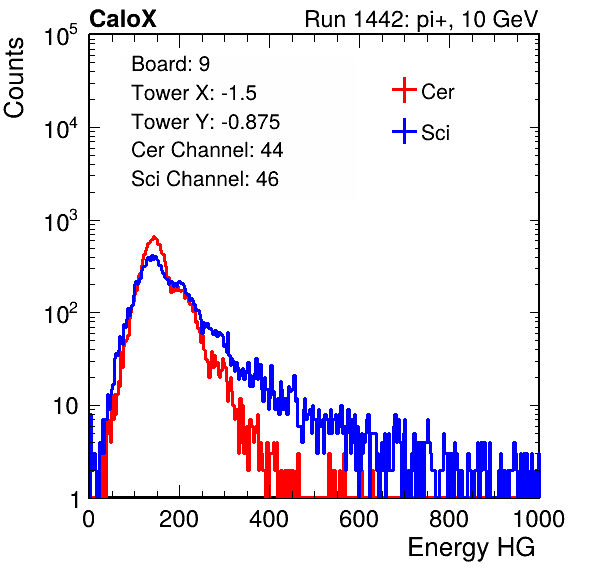 CaloX Run 1442: pi+, 10 GeV
Counts
Board: 9
Tower X: -1.5
Tower Y: -0.875
Cer Channel: 44
Sci Channel: 46
Cer
Sci
10^5
10^4
10^3
10^2
10
1
0 200 400 600 800 1000
Energy HG